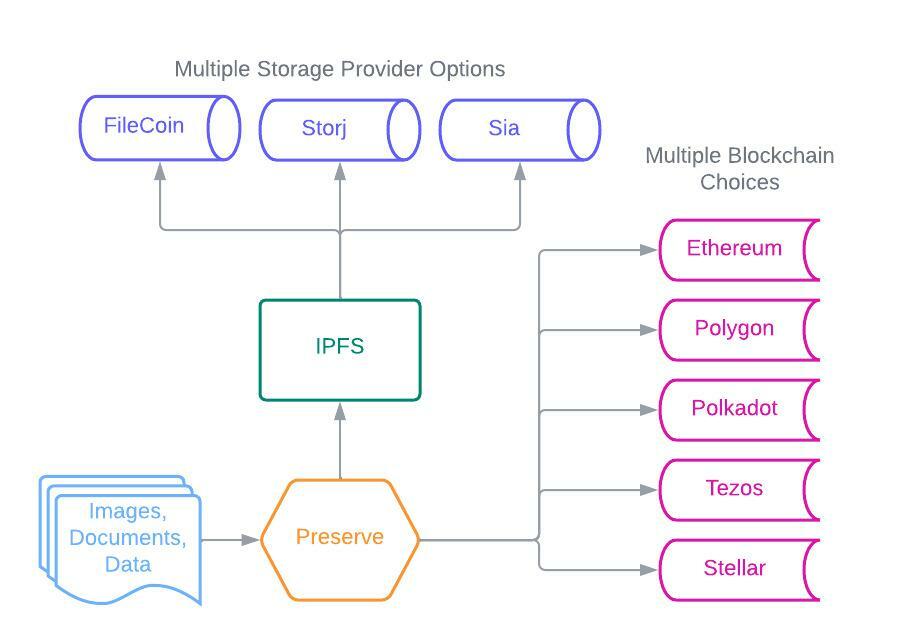 Multiple Storage Provider Options
FileCoin
Storj
Sia
Multiple Blockchain
Choices
Ethereum
Polygon
IPFS
Polkadot
Tezos
Images,
Documents,
Data
Preserve
Stellar